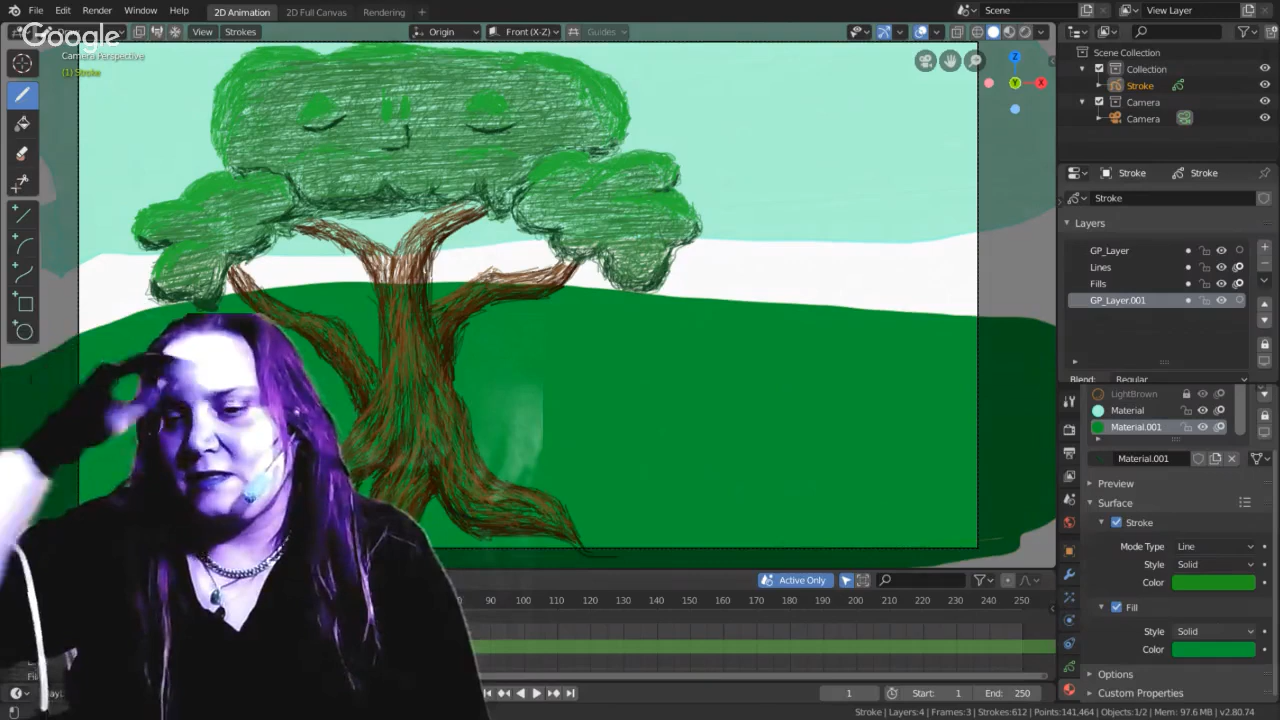 File Edit Render Window Help 2D Animation 2D Full Canvas Rendering + Scene View Layer
Google View Strokes Origin Front (X-Z) Guides
Camera Perspective
(1) Stroke
Z
Y X
Scene Collection
Collection
Stroke
Camera
Camera
Stroke Stroke
Stroke
Layers
GP_Layer
Lines
Fills
GP_Layer.001
Blend: Regular
LightBrown
Material
Material.001
Material.001
Preview
Surface
Stroke
Mode Type Line
Style Solid
Color
Fill
Style Solid
Color
Options
Custom Properties
Active Only
90 100 110 120 130 140 150 160 170 180 190 200 210 220 230 240 250
1 Start: 1 End: 250
Stroke | Layers:4 | Frames:3 | Strokes:612 | Points:141,464 | Objects:1/2 | Mem: 97.6 MB | v2.80.74